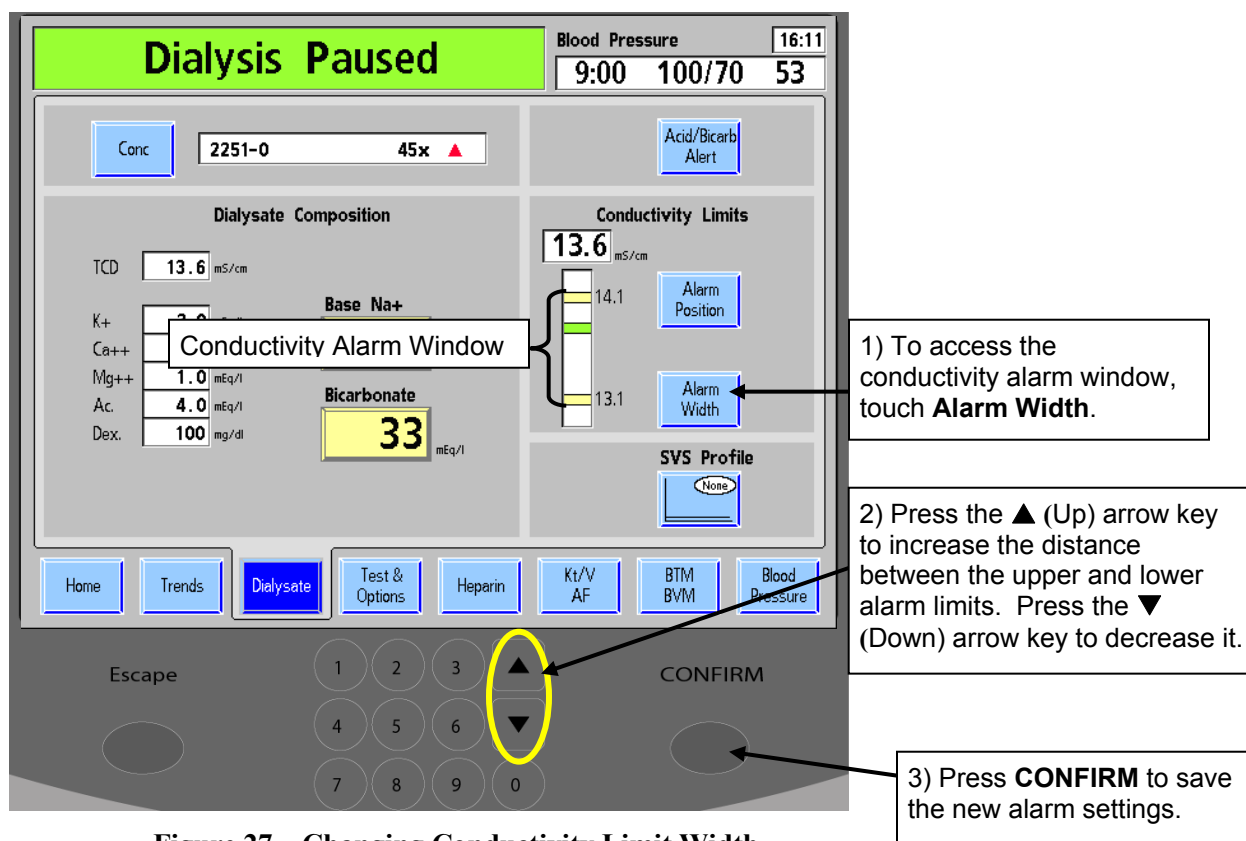 Dialysis Paused
Blood Pressure 16:11
9:00 100/70 53
Conc 2251-0 45x ▲
Acid/Bicarb
Alert
Dialysate Composition
TCD 13.6 mS/cm
K+
Ca++
Mg++ 1.0 mEq/l
Ac. 4.0 mEq/l
Dex. 100 mg/dl
Base Na+
Bicarbonate
33 mEq/l
Conductivity Alarm Window
Conductivity Limits
13.6 mS/cm
14.1
13.1
Alarm
Position
Alarm
Width
SVS Profile
None
Home
Trends
Dialysate
Test &
Options
Heparin
Kt/V
AF
BTM
BVM
Blood
Pressure
Escape
1 2 3 ▲
4 5 6 ▼
7 8 9 0
CONFIRM
1) To access the
conductivity alarm window,
touch Alarm Width.
2) Press the ▲ (Up) arrow key
to increase the distance
between the upper and lower
alarm limits. Press the ▼
(Down) arrow key to decrease it.
3) Press CONFIRM to save
the new alarm settings.
Changing Conductivity Limit Width